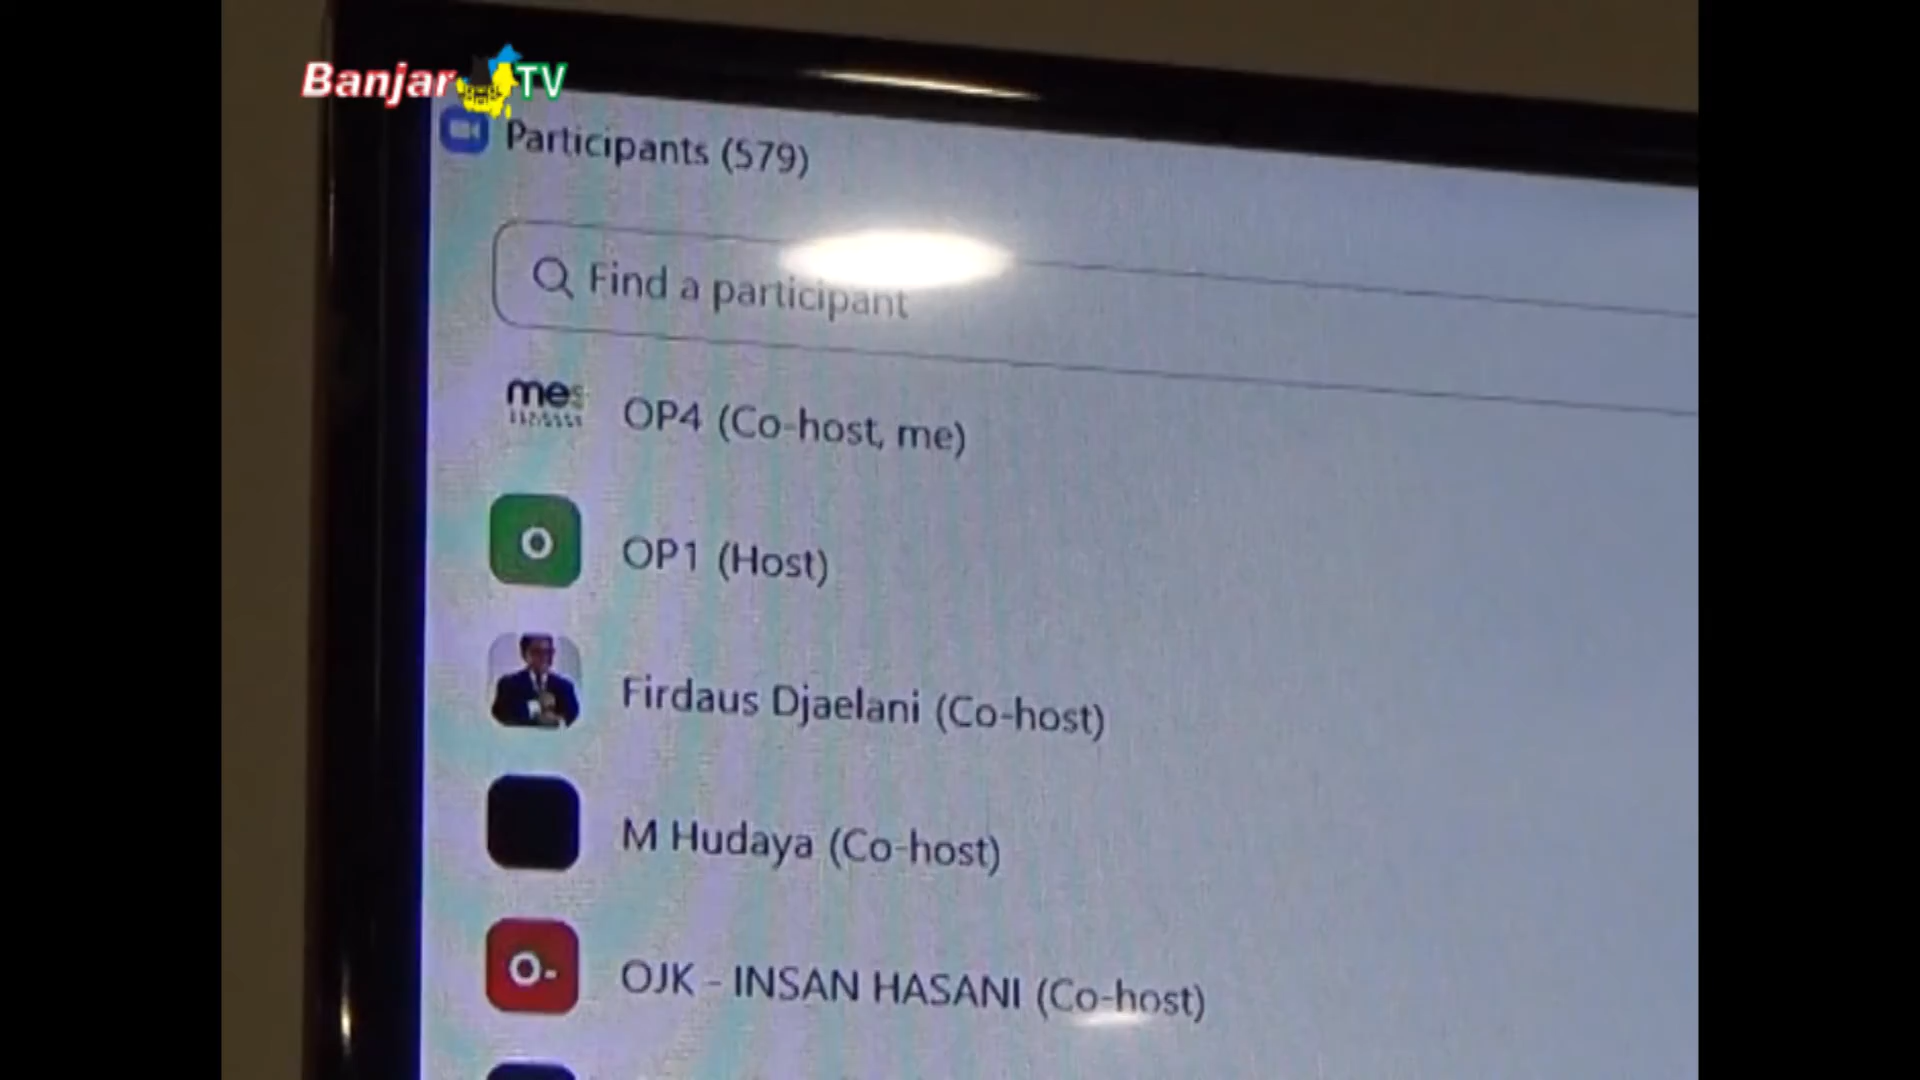 Banjar TV
Participants (579)
Find a participant
mes
OP4 (Co-host, me)
O
OP1 (Host)
Firdaus Djaelani (Co-host)
M Hudaya (Co-host)
O-
OJK - INSAN HASANI (Co-host)